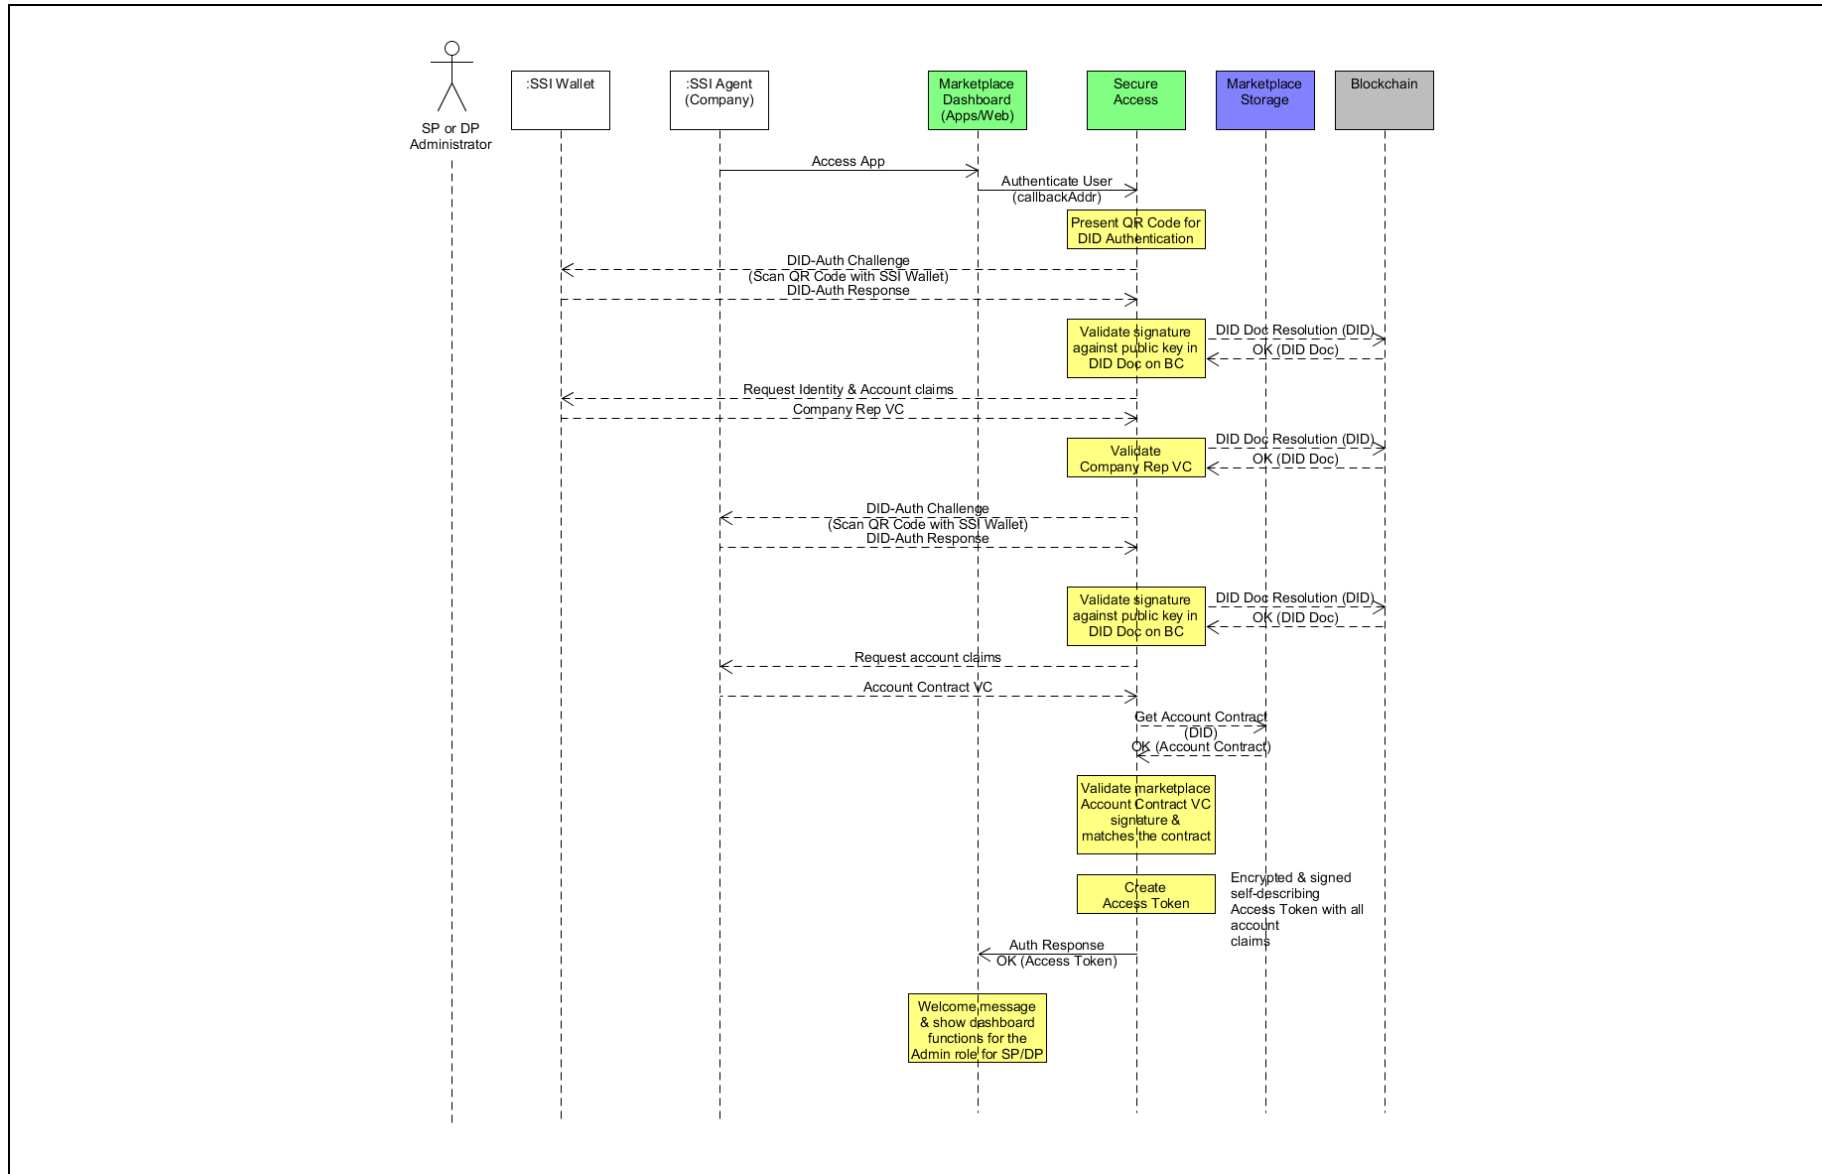 SP or DP
Administrator
:SSI Wallet
:SSI Agent
(Company)
Marketplace
Dashboard
(Apps/Web)
Secure
Access
Marketplace
Storage
Blockchain
Access App
Authenticate User
(callbackAddr)
Present QR Code for
DID Authentication
DID-Auth Challenge
(Scan QR Code with SSI Wallet)
DID-Auth Response
Validate signature
against public key in
DID Doc on BC
DID Doc Resolution (DID)
OK (DID Doc)
Request Identity & Account claims
Company Rep VC
Validate
Company Rep VC
DID Doc Resolution (DID)
OK (DID Doc)
DID-Auth Challenge
(Scan QR Code with SSI Wallet)
DID-Auth Response
Validate signature
against public key in
DID Doc on BC
DID Doc Resolution (DID)
OK (DID Doc)
Request account claims
Account Contract VC
Get Account Contract
(DID)
OK (Account Contract)
Validate marketplace
Account Contract VC
signature &
matches the contract
Create
Access Token
Encrypted & signed
self-describing
Access Token with all
account
claims
Auth Response
OK (Access Token)
Welcome message
& show dashboard
functions for the
Admin role for SP/DP